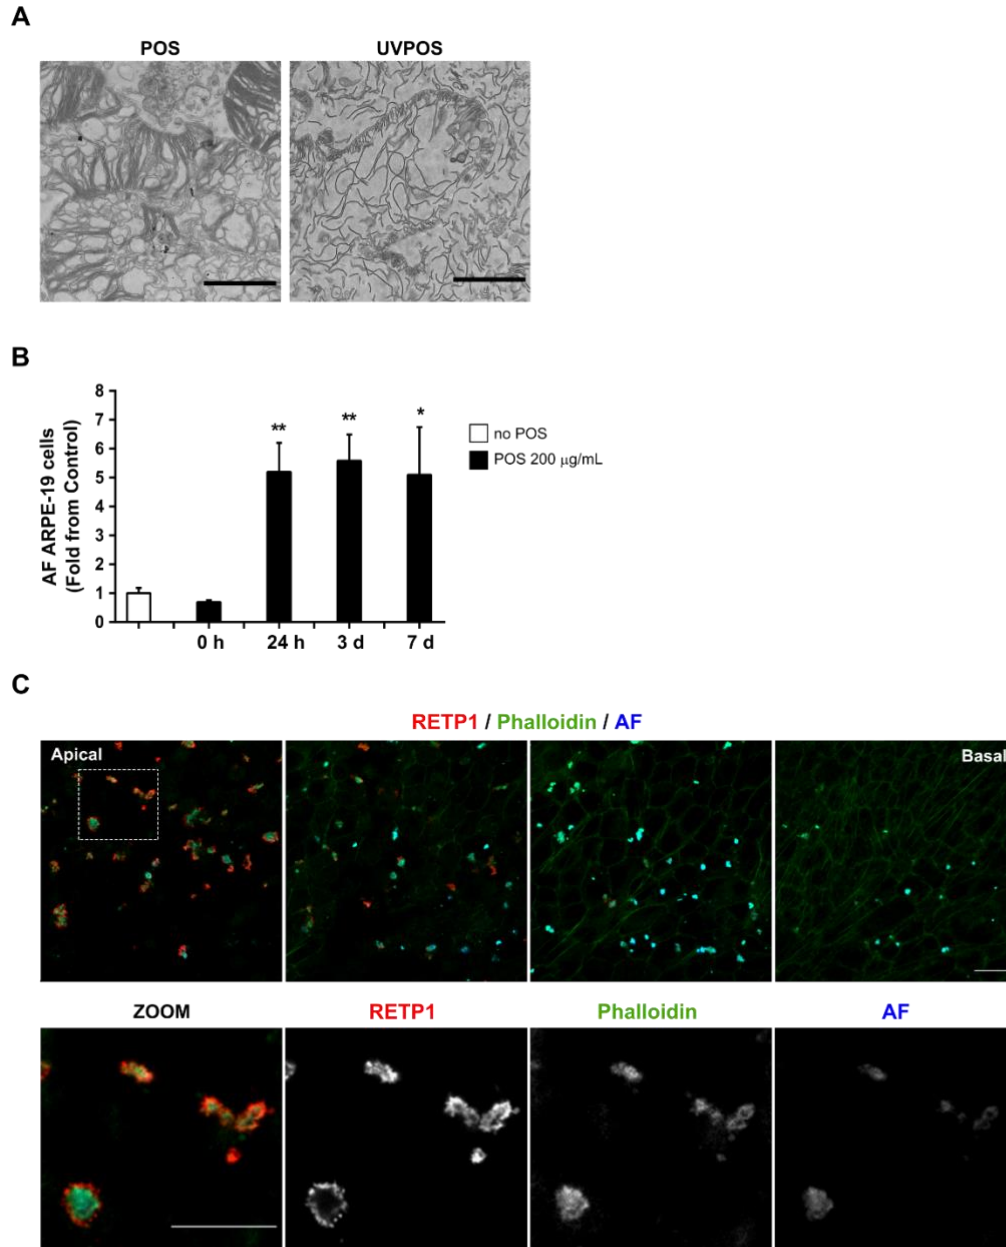 A
POS UVPOS
B
AF ARPE-19 cells
(Fold from Control)
8
7
6
5
4
3
2
1
0
** ** *
0 h 24 h 3 d 7 d
no POS
POS 200 μg/mL
C
RETP1 / Phalloidin / AF
Apical Basal
ZOOM RETP1 Phalloidin AF